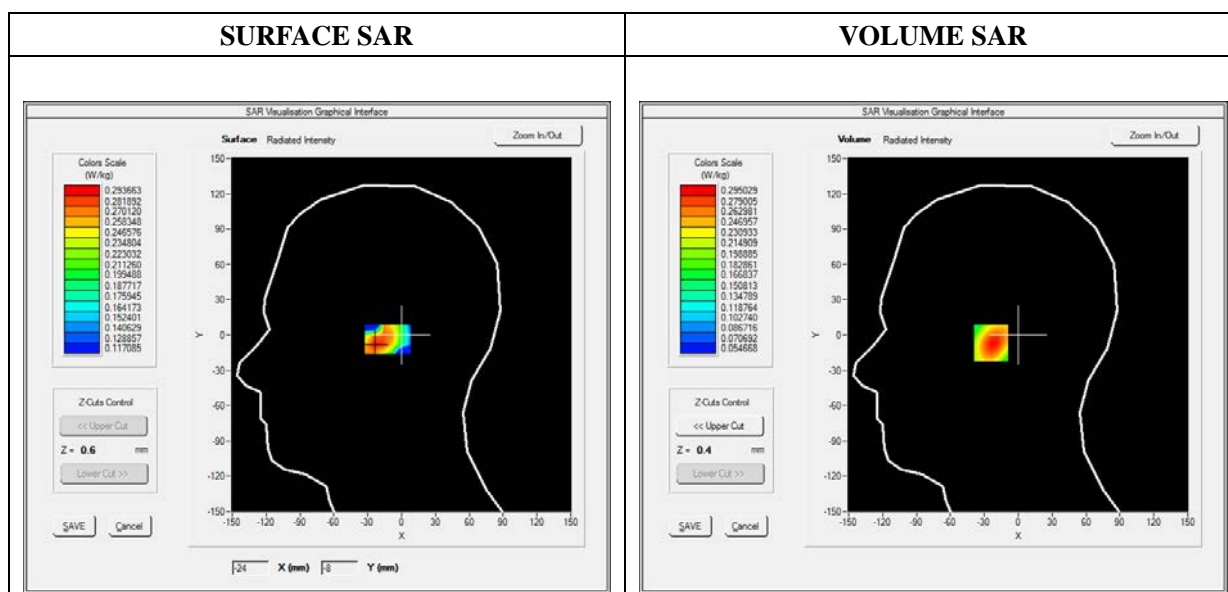 SURFACE SAR
VOLUME SAR
SAR Visualisation Graphical Interface
Surface Radiated Intensity
Zoom In/Out
Colors Scale
(W/kg)
0.293663
0.281892
0.270120
0.258348
0.246576
0.234804
0.223032
0.211260
0.199488
0.187717
0.175945
0.164173
0.152401
0.140629
0.128857
0.117085
Z-Cuts Control
<< Upper Cut
Z = 0.6 mm
Lower Cut >>
SAVE Cancel
150
120
90
60
30
0
-30
-60
-90
-120
-150
Y
-150 -120 -90 -60 -30 0 30 60 90 120 150
X
-24 X (mm) -8 Y (mm)
SAR Visualisation Graphical Interface
Volume Radiated Intensity
Zoom In/Out
Colors Scale
(W/kg)
0.295029
0.279005
0.262981
0.246957
0.230933
0.214909
0.198885
0.182861
0.166837
0.150813
0.134789
0.118764
0.102740
0.086716
0.070692
0.054668
Z-Cuts Control
<< Upper Cut
Z = 0.4 mm
Lower Cut >>
SAVE Cancel
150
120
90
60
30
0
-30
-60
-90
-120
-150
Y
-150 -120 -90 -60 -30 0 30 60 90 120 150
X